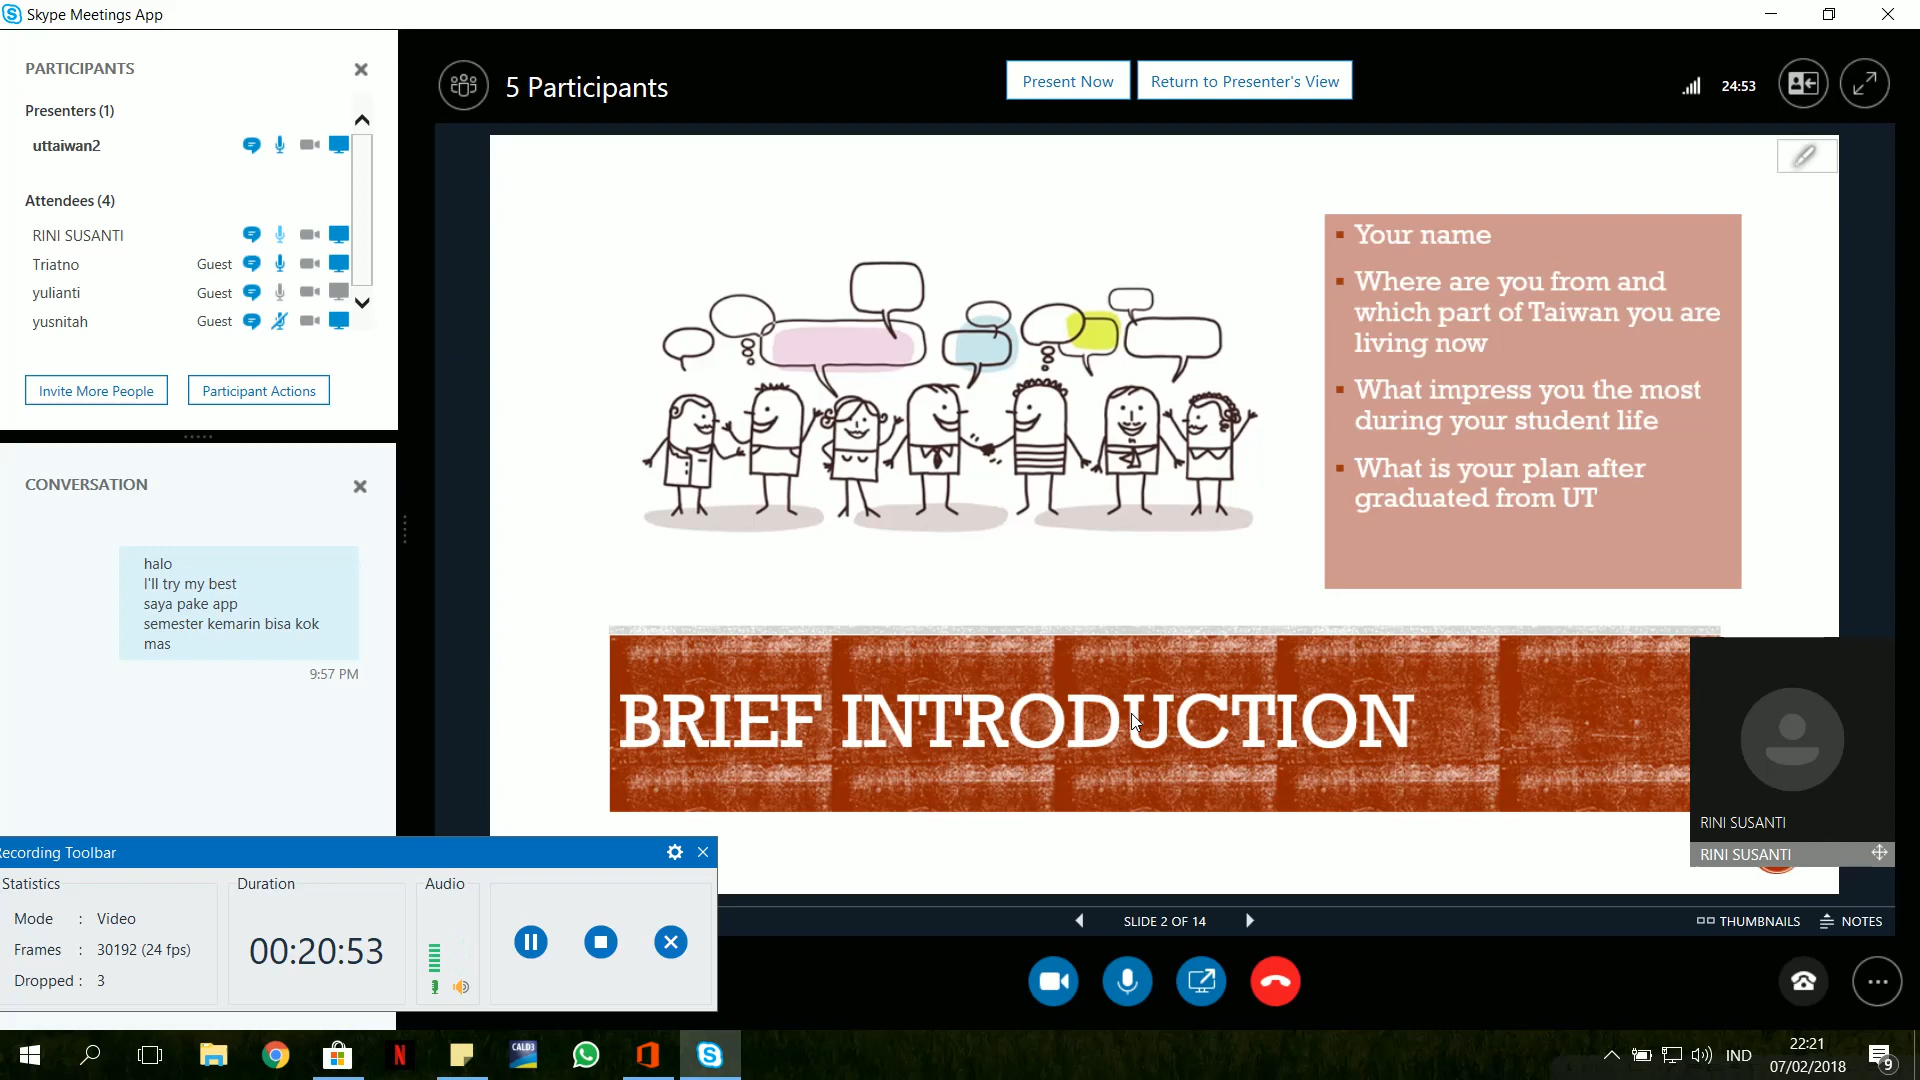 Skype Meetings App
PARTICIPANTS
Presenters (1)
uttaiwan2
Attendees (4)
RINI SUSANTI
Triatno Guest
yulianti Guest
yusnitah Guest
Invite More People
Participant Actions
CONVERSATION
halo
I'll try my best
saya pake app
semester kemarin bisa kok
mas
9:57 PM
5 Participants
Present Now
Return to Presenter's View
24:53
Your name
Where are you from and
which part of Taiwan you are
living now
What impress you the most
during your student life
What is your plan after
graduated from UT
BRIEF INTRODUCTION
RINI SUSANTI
RINI SUSANTI
SLIDE 2 OF 14
THUMBNAILS
NOTES
ecording Toolbar
Statistics
Mode : Video
Frames : 30192 (24 fps)
Dropped : 3
Duration
00:20:53
Audio
N
CALD3
IND
22:21
07/02/2018
9